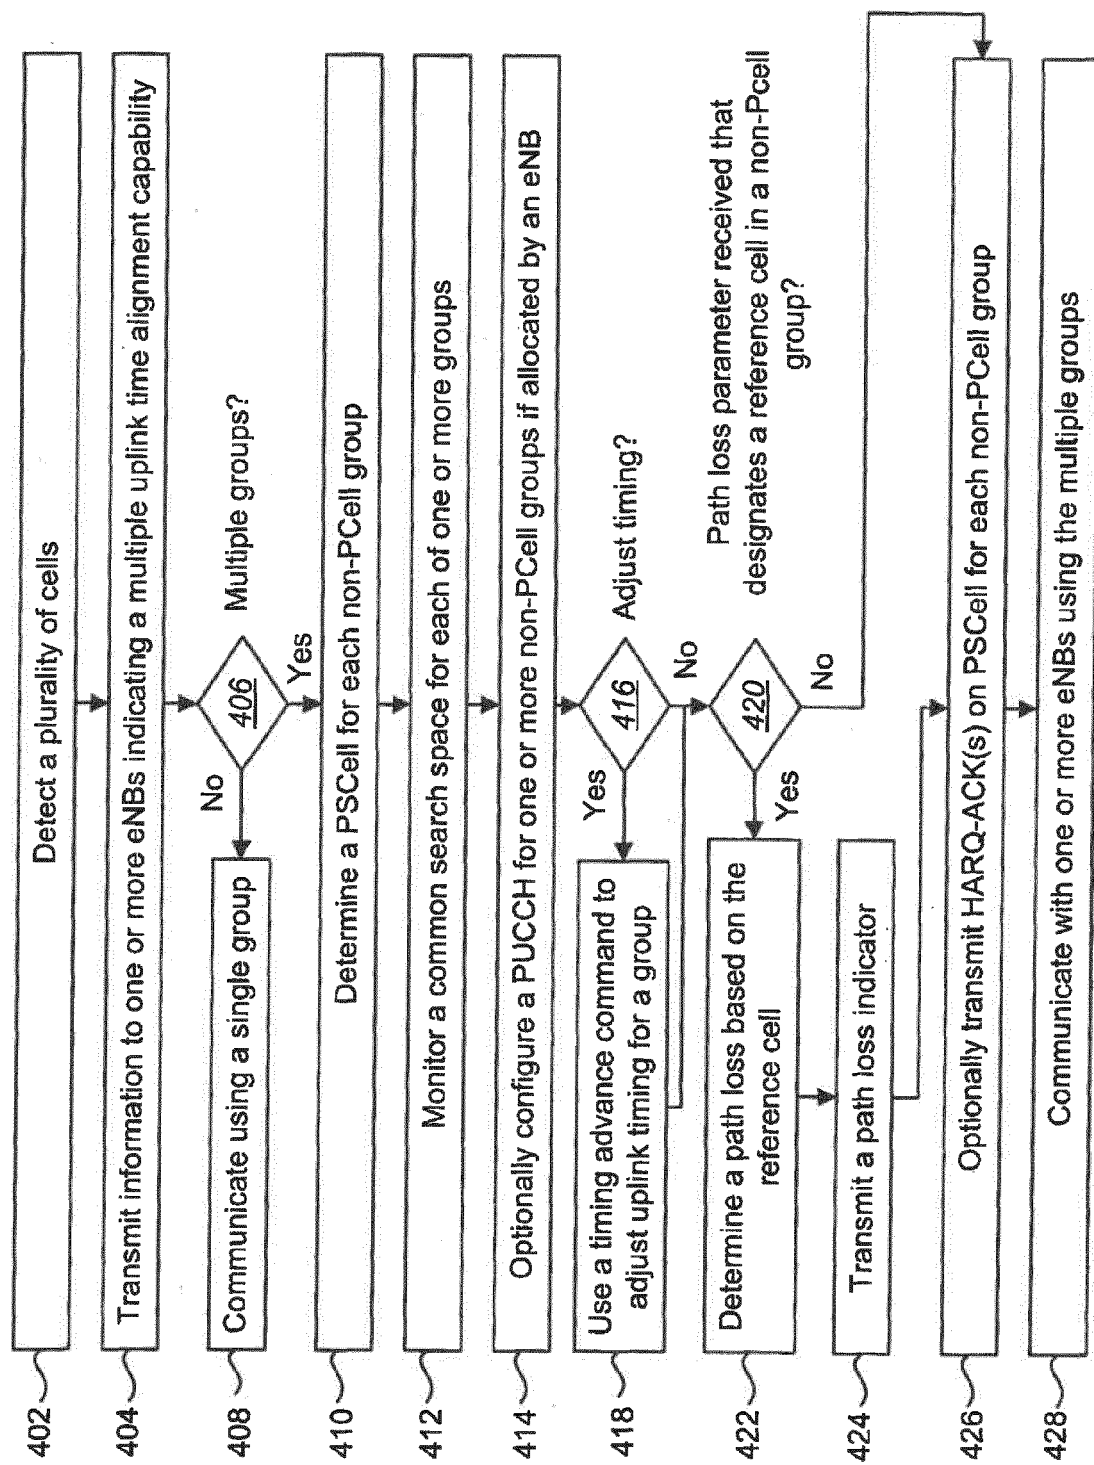 402
Detect a plurality of cells
404
Transmit information to one or more eNBs indicating a multiple uplink time alignment capability
406
Multiple groups?
No
Yes
408
Communicate using a single group
410
Determine a PSCell for each non-PCell group
412
Monitor a common search space for each of one or more groups
414
Optionally configure a PUCCH for one or more non-PCell groups if allocated by an eNB
416
Adjust timing?
Yes
No
418
Use a timing advance command to
adjust uplink timing for a group
420
Path loss parameter received that
designates a reference cell in a non-Pcell
group?
Yes
No
422
Determine a path loss based on the
reference cell
424
Transmit a path loss indicator
426
Optionally transmit HARQ-ACK(s) on PSCell for each non-PCell group
428
Communicate with one or more eNBs using the multiple groups